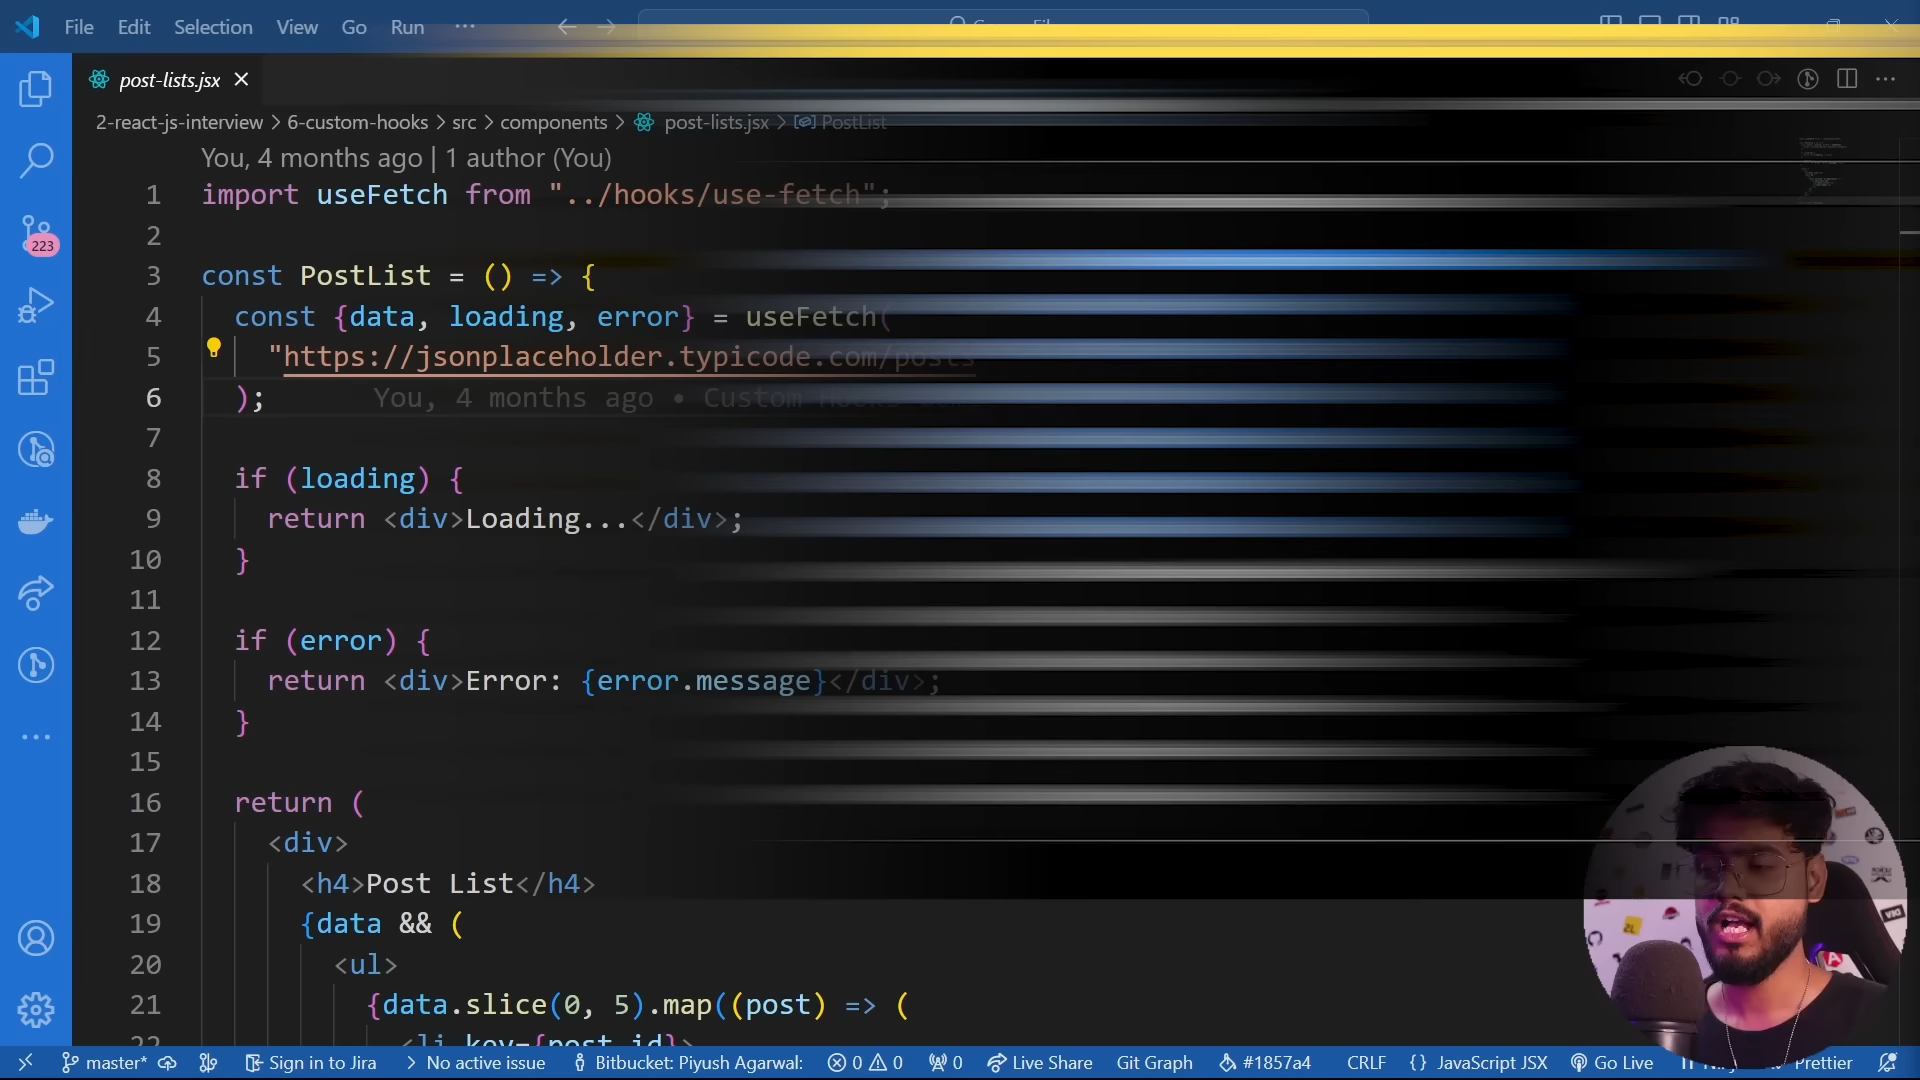 File Edit Selection View Go Run ···
post-lists.jsx
2-react-js-interview > 6-custom-hooks > src > components > post-lists.jsx > PostList
You, 4 months ago | 1 author (You)
1 import useFetch from "../hooks/use-fetch";
2
3 const PostList = () => {
4 const {data, loading, error} = useFetch(
5 "https://jsonplaceholder.typicode.com/posts
6 ); You, 4 months ago • Custom
7
8 if (loading) {
9 return <div>Loading...</div>;
10 }
11
12 if (error) {
13 return <div>Error: {error.message}</div>;
14 }
15
16 return (
17 <div>
18 <h4>Post List</h4>
19 {data && (
20 <ul>
21 {data.slice(0, 5).map((post) => (
22 <li key={post.id}>
223
master* Sign in to Jira > No active issue Bitbucket: Piyush Agarwal: 0 0 0 Live Share Git Graph #1857a4 CRLF {} JavaScript JSX Go Live Prettier